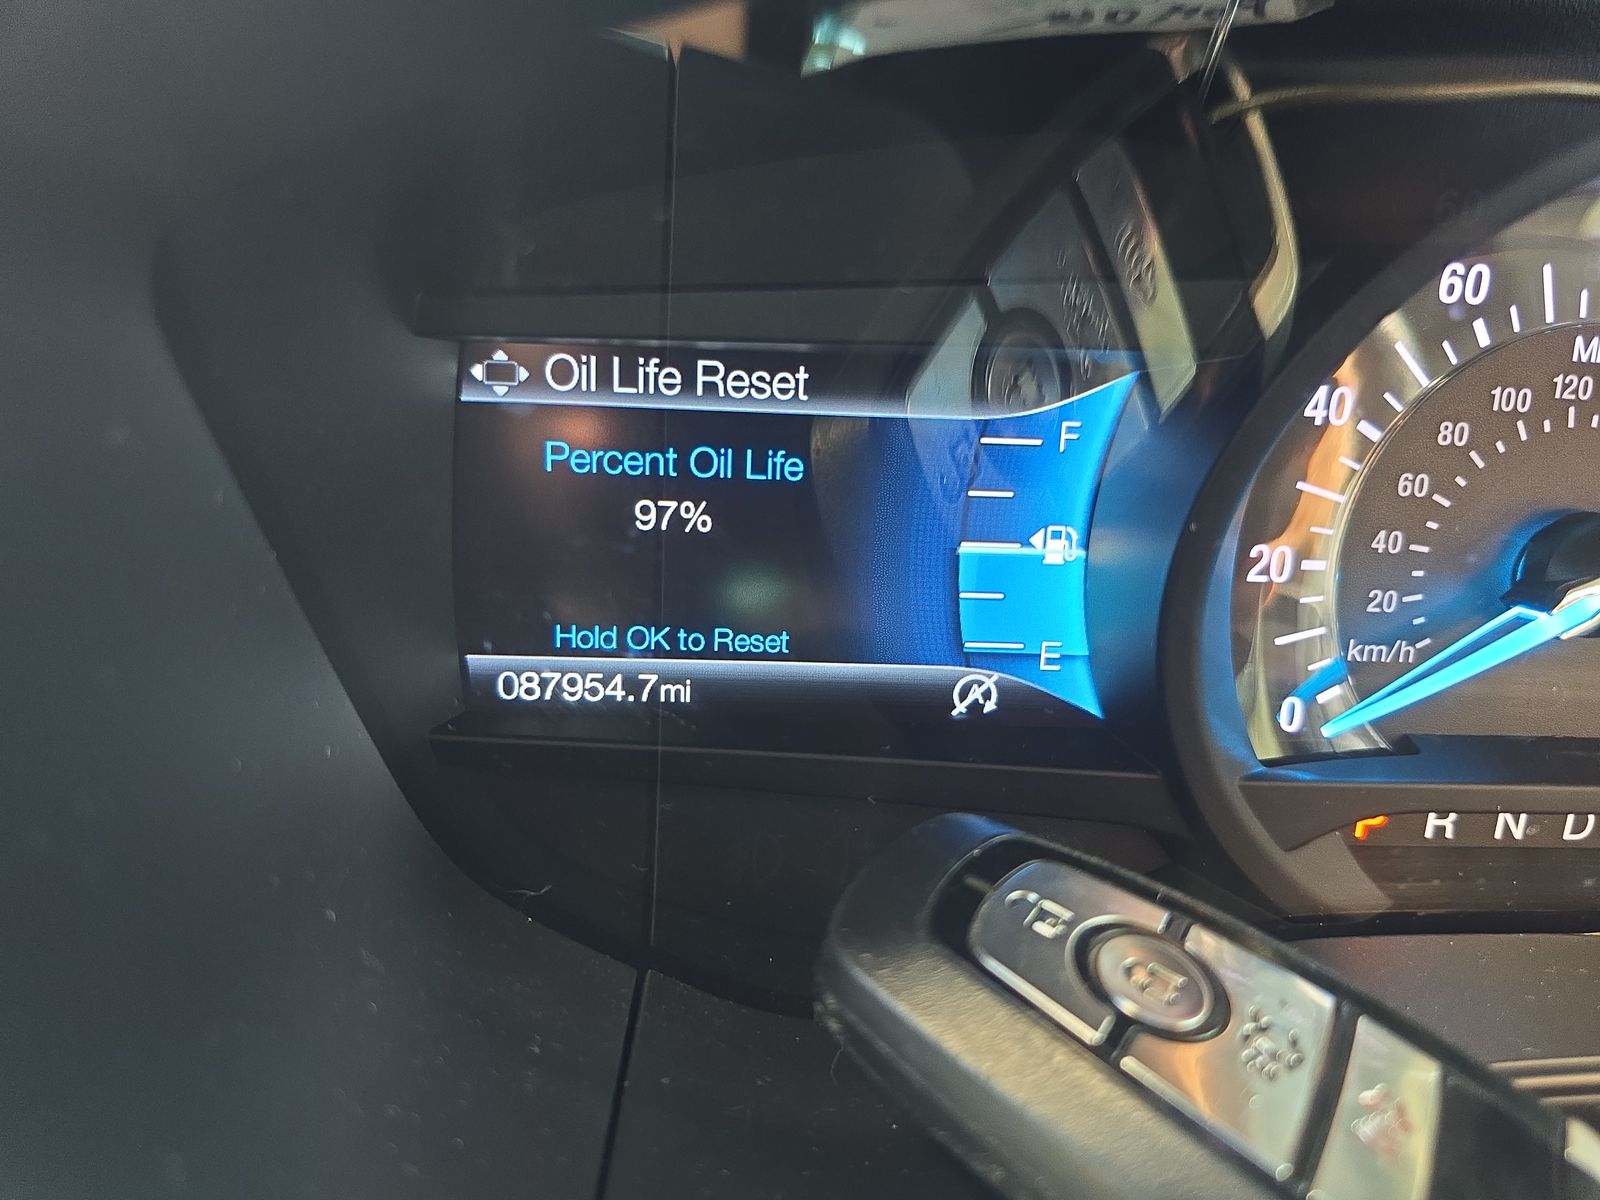 Oil Life Reset
Percent Oil Life
97%
Hold OK to Reset
087954.7mi
F
E
A
60
40
20
0
120
100
80
60
40
20
km/h
P R N D